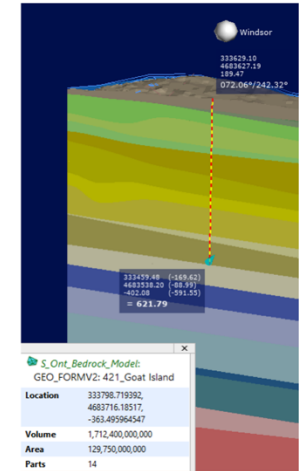 Windsor
333629.10
4683627.19
189.47
072.06°/242.32°
333459.48 (-169.62)
4683538.20 (-88.99)
-402.08 (-591.55)
= 621.79
×
S_Ont_Bedrock_Model:
GEO_FORMV2: 421_Goat Island
Location 333798.719392,
4683716.18517,
-363.495964547
Volume 1,712,400,000,000
Area 129,750,000,000
Parts 14